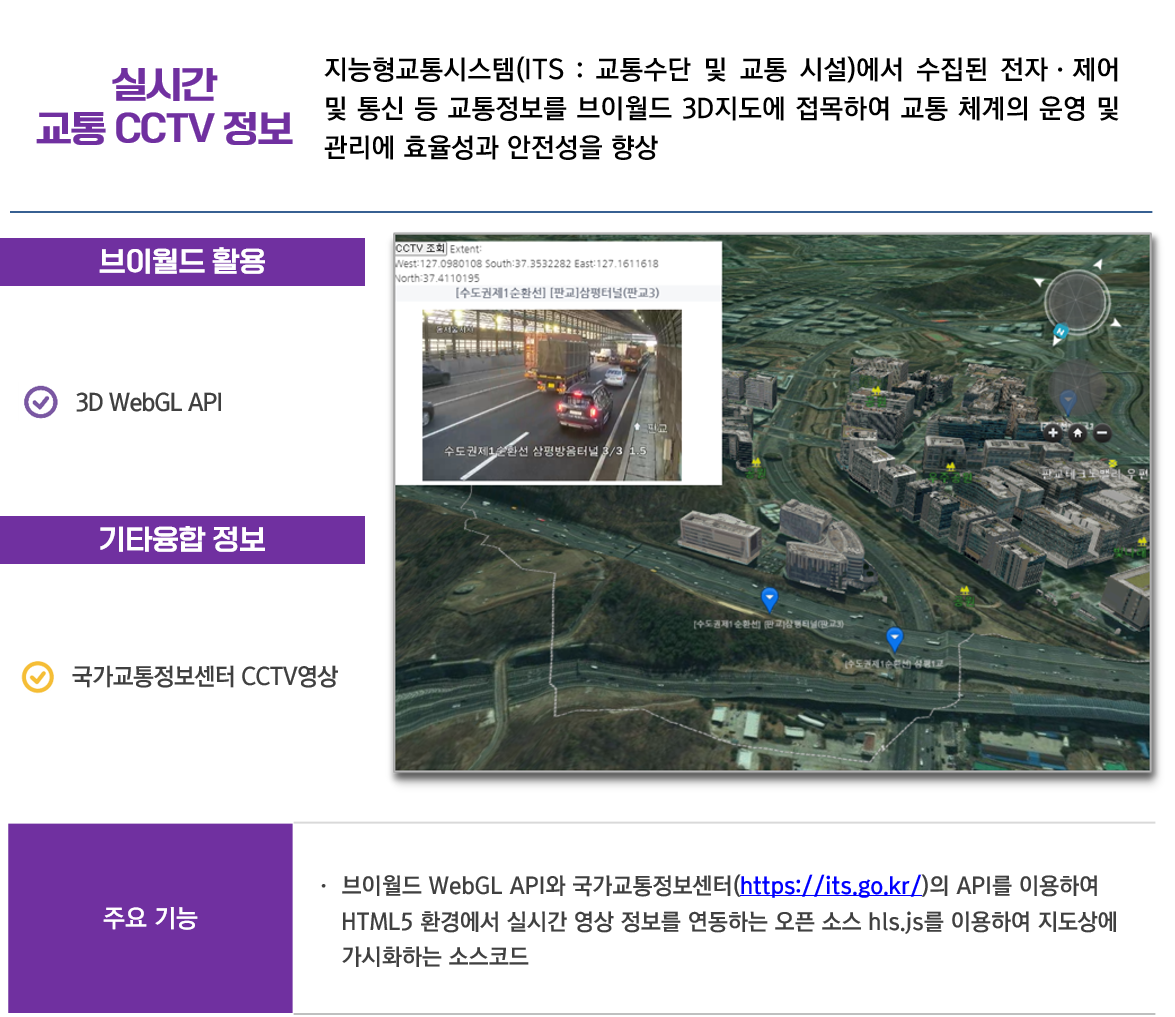 실시간
교통 CCTV 정보
지능형교통시스템(ITS : 교통수단 및 교통 시설)에서 수집된 전자 · 제어
및 통신 등 교통정보를 브이월드 3D지도에 접목하여 교통 체계의 운영 및
관리에 효율성과 안전성을 향상
브이월드 활용
3D WebGL API
기타융합 정보
국가교통정보센터 CCTV영상
CCTV 조회 Extent:
West:127.0980108 South:37.3532282 East:127.1611618
North:37.4110195
[수도권제1순환선] [판교]삼평터널(판교3)
판교
수도권제1순환선 삼평방음터널 3/3 1.5
[수도권제1순환선] [판교]삼평터널(판교3)
[수도권제1순환선] 삼평1교
주요 기능
· 브이월드 WebGL API와 국가교통정보센터(https://its.go.kr/)의 API를 이용하여
HTML5 환경에서 실시간 영상 정보를 연동하는 오픈 소스 hls.js를 이용하여 지도상에
가시화하는 소스코드